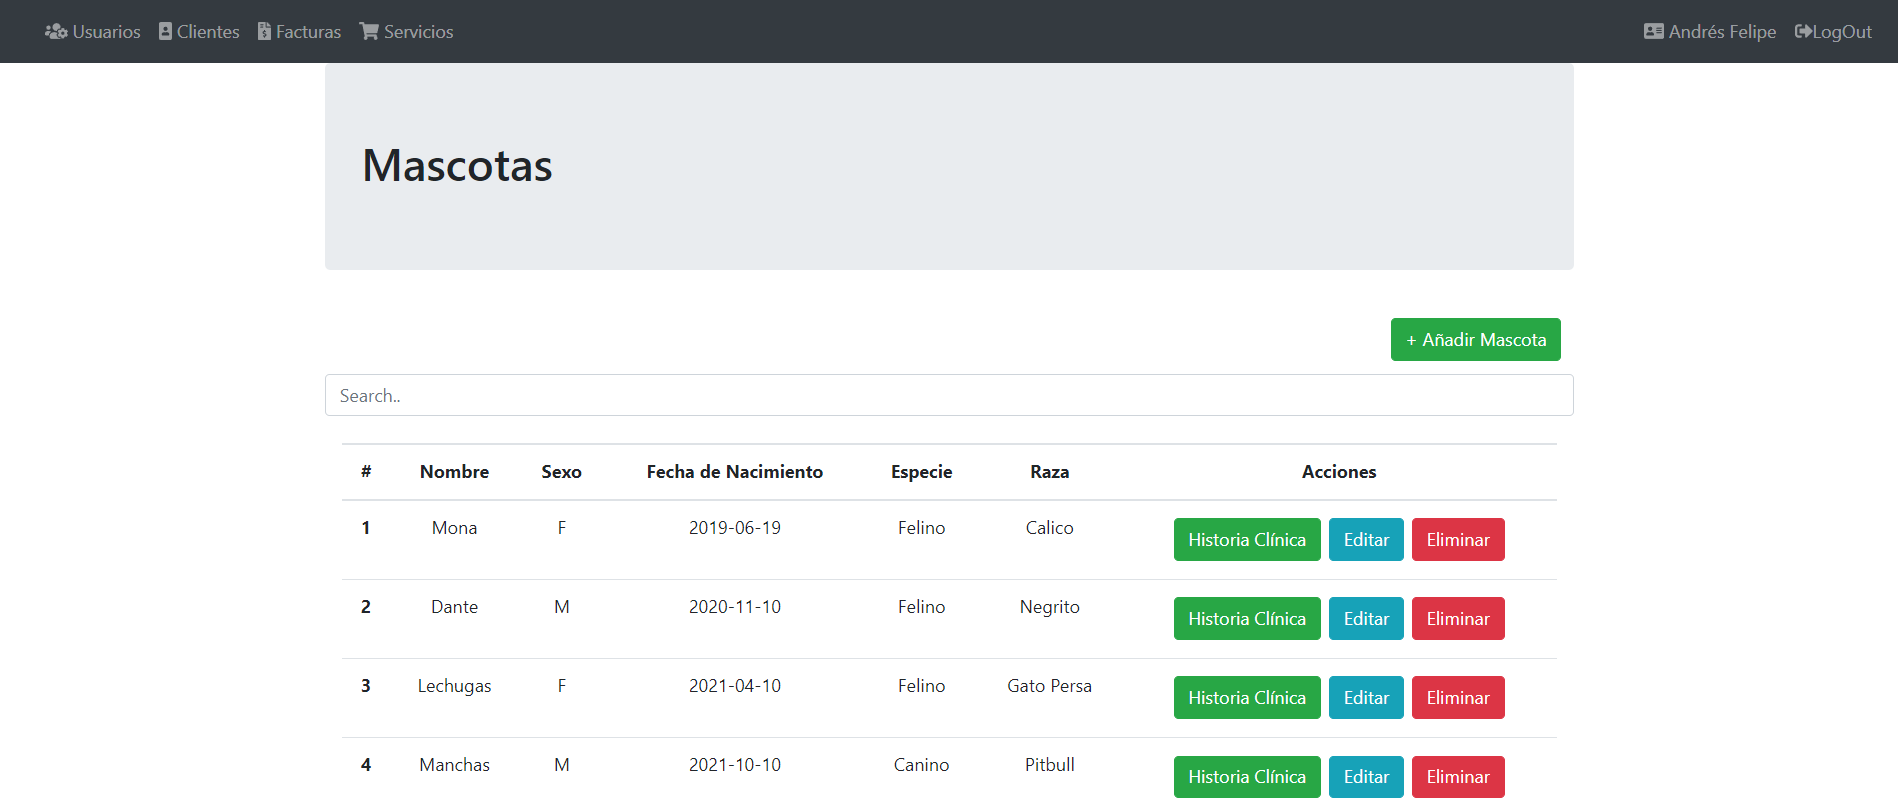 Usuarios Clientes Facturas Servicios Andrés Felipe LogOut
Mascotas
+ Añadir Mascota
Search..
# Nombre Sexo Fecha de Nacimiento Especie Raza Acciones
1 Mona F 2019-06-19 Felino Calico Historia Clínica Editar Eliminar
2 Dante M 2020-11-10 Felino Negrito Historia Clínica Editar Eliminar
3 Lechugas F 2021-04-10 Felino Gato Persa Historia Clínica Editar Eliminar
4 Manchas M 2021-10-10 Canino Pitbull Historia Clínica Editar Eliminar